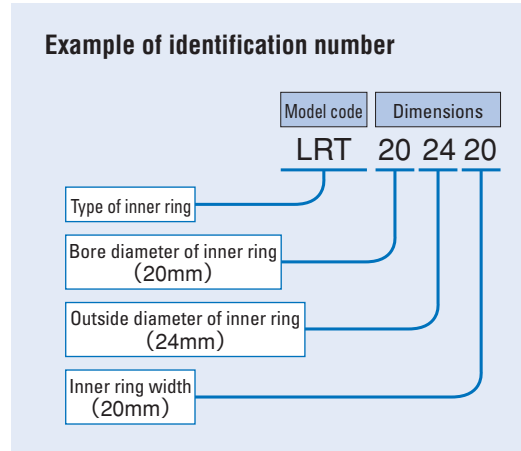 Example of identification number
Model code Dimensions
LRT 20 24 20
Type of inner ring
Bore diameter of inner ring
（20mm）
Outside diameter of inner ring
（24mm）
Inner ring width
（20mm）